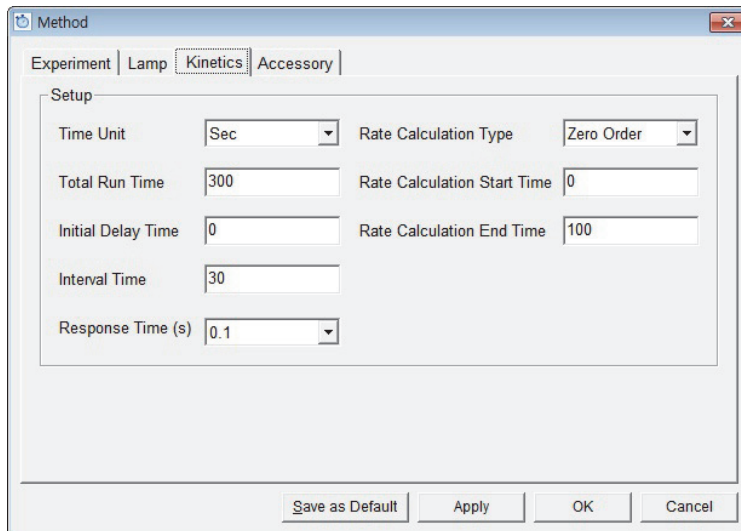 Method
Experiment Lamp Kinetics Accessory
Setup
Time Unit Sec Rate Calculation Type Zero Order
Total Run Time 300 Rate Calculation Start Time 0
Initial Delay Time 0 Rate Calculation End Time 100
Interval Time 30
Response Time (s) 0.1
Save as Default Apply OK Cancel